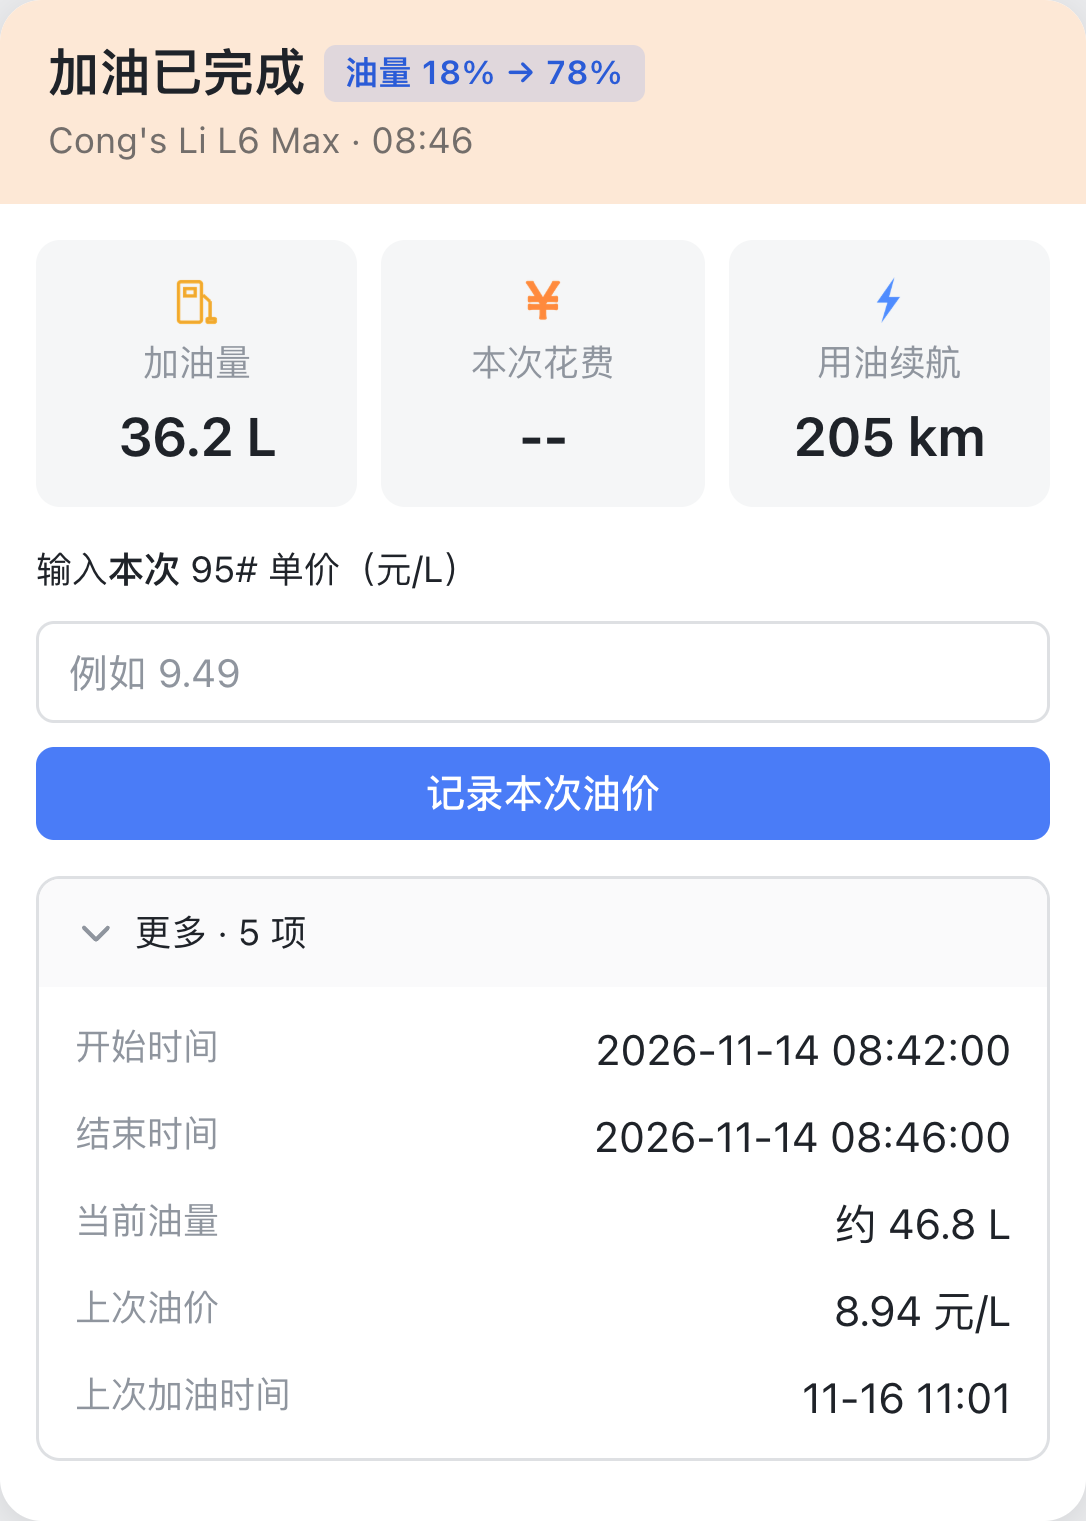 加油已完成 油量 18% → 78%
Cong's Li L6 Max · 08:46
加油量 本次花费 用油续航
36.2 L -- 205 km
输入本次 95# 单价（元/L）
例如 9.49
记录本次油价
更多 · 5 项
开始时间 2026-11-14 08:42:00
结束时间 2026-11-14 08:46:00
当前油量 约 46.8 L
上次油价 8.94 元/L
上次加油时间 11-16 11:01